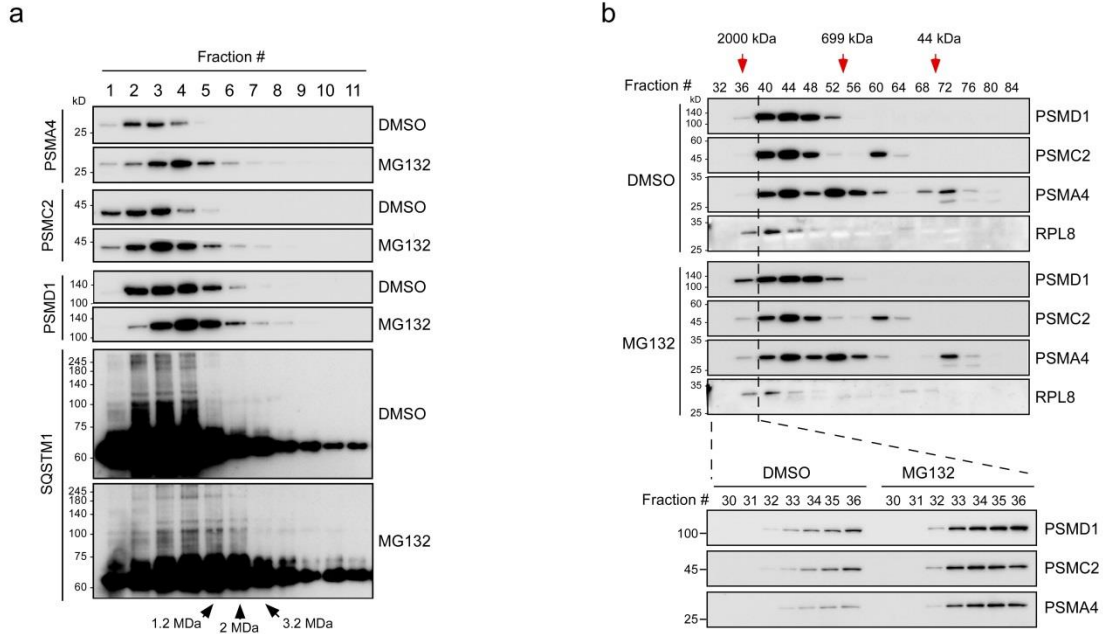 a
Fraction #
1 2 3 4 5 6 7 8 9 10 11
kD
PSMA4
25
DMSO
25
MG132
PSMC2
45
DMSO
45
MG132
PSMD1
140
100
DMSO
140
100
MG132
SQSTM1
245
180
140
100
75
60
DMSO
245
180
140
100
75
60
MG132
1.2 MDa 2 MDa 3.2 MDa
b
2000 kDa 699 kDa 44 kDa
Fraction # 32 36 40 44 48 52 56 60 64 68 72 76 80 84
kD
DMSO
140
100
PSMD1
60
45
PSMC2
35
25
PSMA4
35
30
25
RPL8
MG132
140
100
PSMD1
60
45
PSMC2
35
25
PSMA4
35
30
25
RPL8
DMSO MG132
Fraction # 30 31 32 33 34 35 36 30 31 32 33 34 35 36
100
PSMD1
45
PSMC2
25
PSMA4